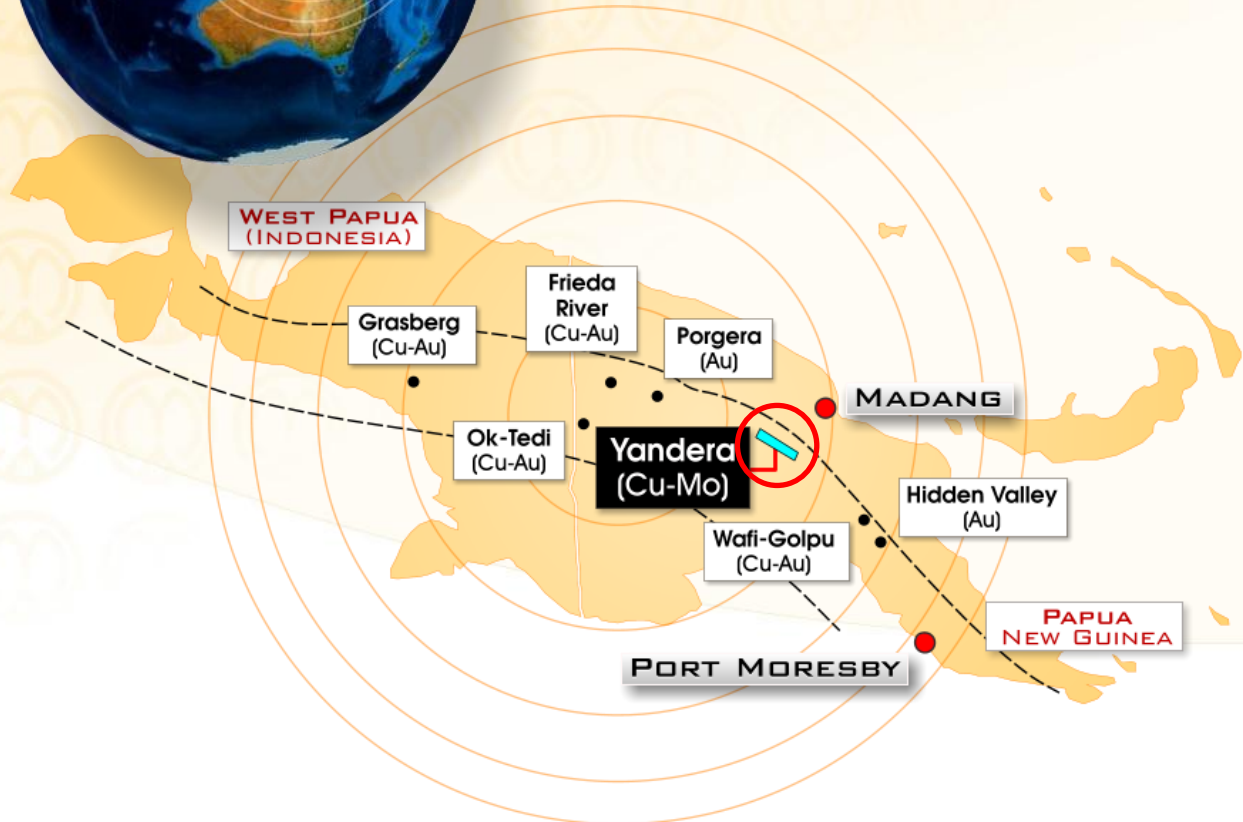 WEST PAPUA
(INDONESIA)
Frieda
River
(Cu-Au)
Grasberg
(Cu-Au)
Porgera
(Au)
MADANG
Ok-Tedi
(Cu-Au)
Yandera
(Cu-Mo)
Hidden Valley
(Au)
Wafi-Golpu
(Cu-Au)
PAPUA
NEW GUINEA
PORT MORESBY